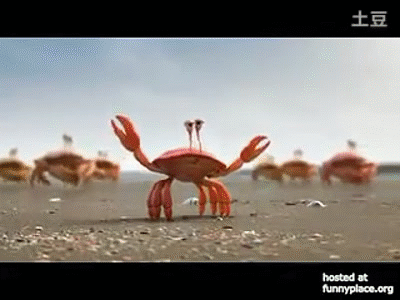 土豆
hosted at
funnyplace.org